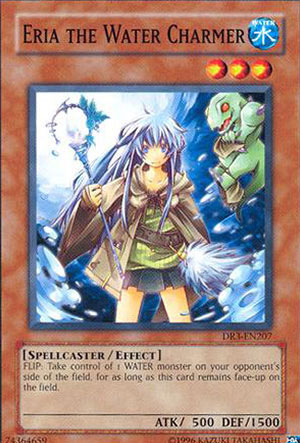 ERIA THE WATER CHARMER
WATER
水
DR3-EN207
[SPELLCASTER / EFFECT]
FLIP: Take control of 1 WATER monster on your opponent's
side of the field, for as long as this card remains face-up on
the field.
ATK/ 500 DEF/1500
74364659
©1996 KAZUKI TAKAHASHI